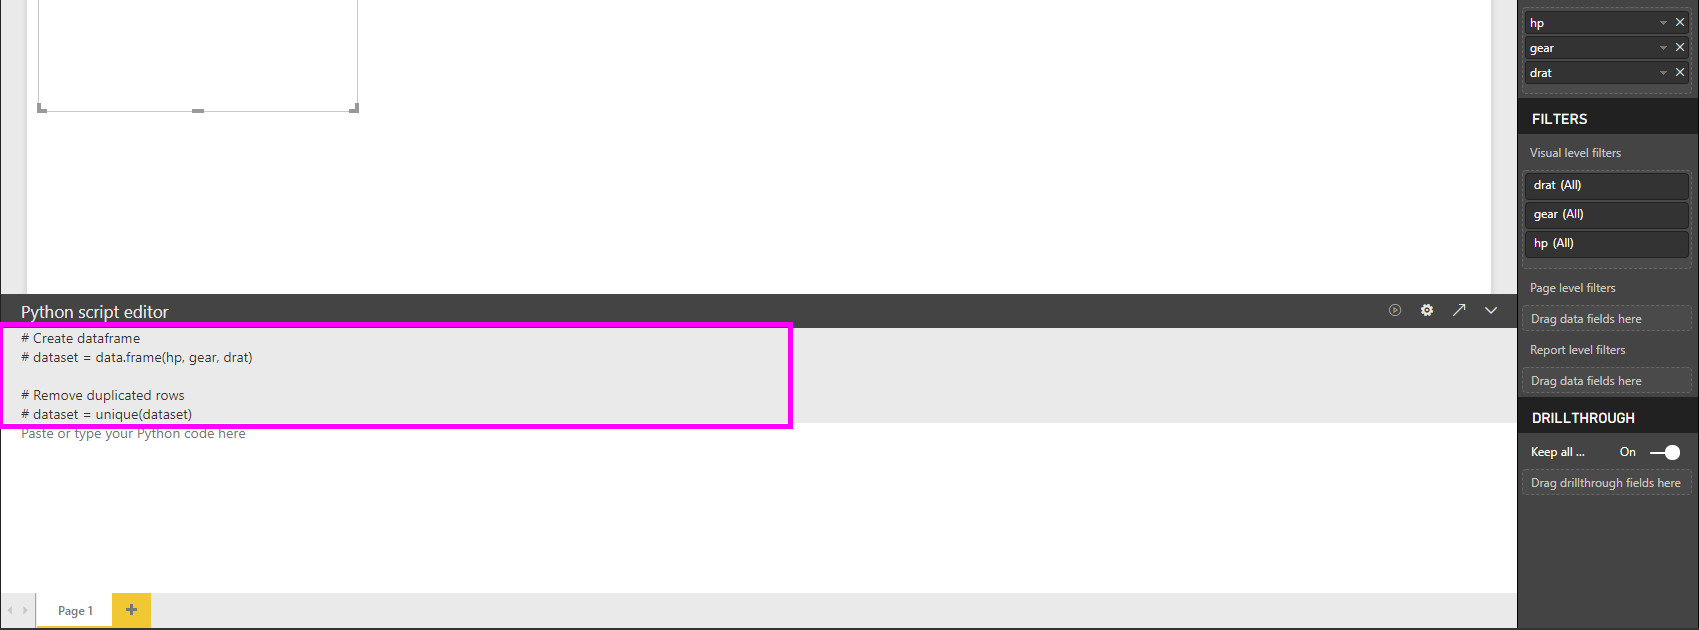 hp
gear
drat
FILTERS
Visual level filters
drat (All)
gear (All)
hp (All)
Page level filters
Drag data fields here
Report level filters
Drag data fields here
DRILLTHROUGH
Keep all ... On
Drag drillthrough fields here
Python script editor
# Create dataframe
# dataset = data.frame(hp, gear, drat)
# Remove duplicated rows
# dataset = unique(dataset)
Paste or type your Python code here
Page 1